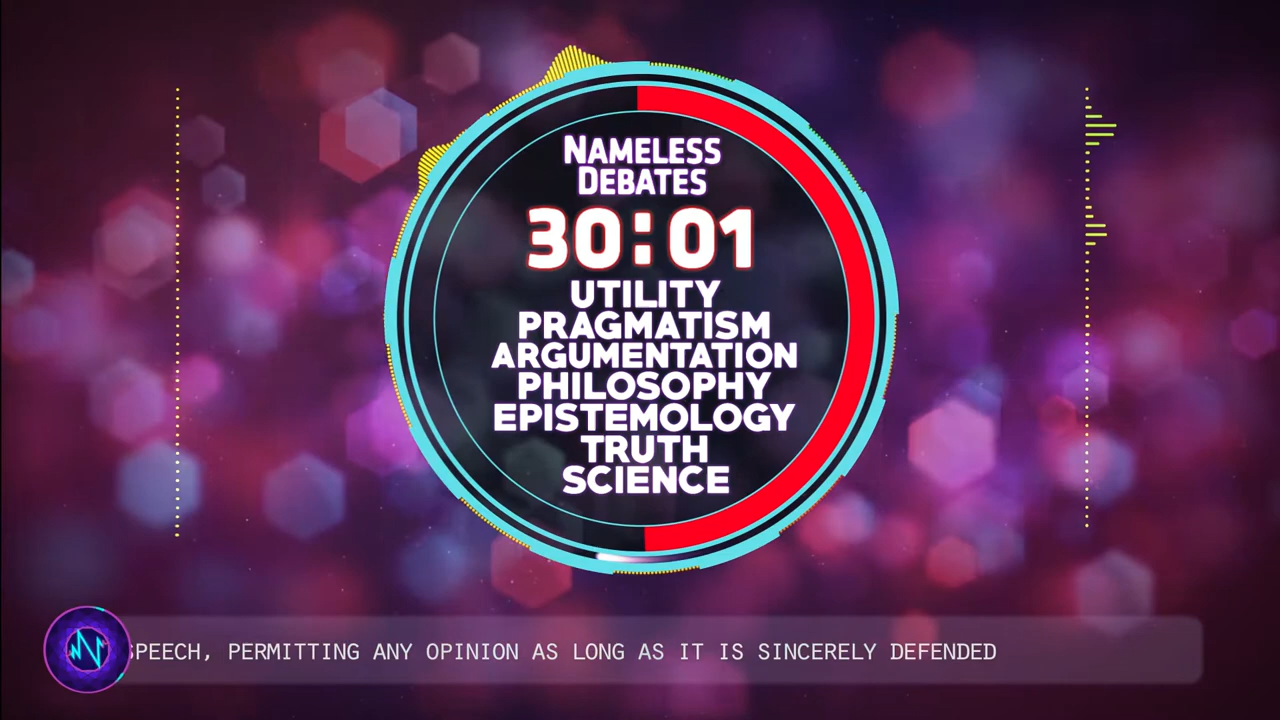 NAMELESS
DEBATES
30:01
UTILITY
PRAGMATISM
ARGUMENTATION
PHILOSOPHY
EPISTEMOLOGY
TRUTH
SCIENCE
SPEECH, PERMITTING ANY OPINION AS LONG AS IT IS SINCERELY DEFENDED